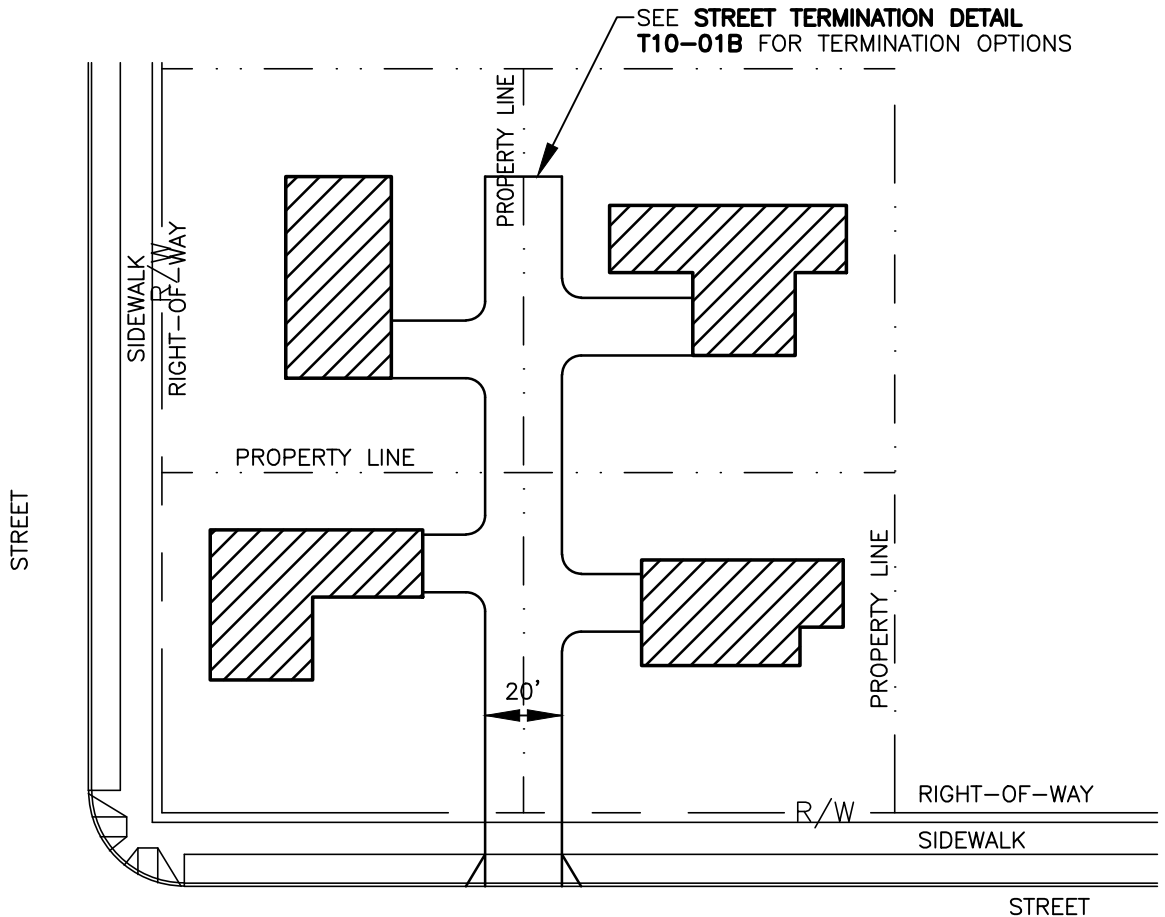 SEE STREET TERMINATION DETAIL
T10-01B FOR TERMINATION OPTIONS
PROPERTY LINE
SIDEWALK
R/W
RIGHT-OF-WAY
PROPERTY LINE
STREET
PROPERTY LINE
20'
R/W
RIGHT-OF-WAY
SIDEWALK
STREET